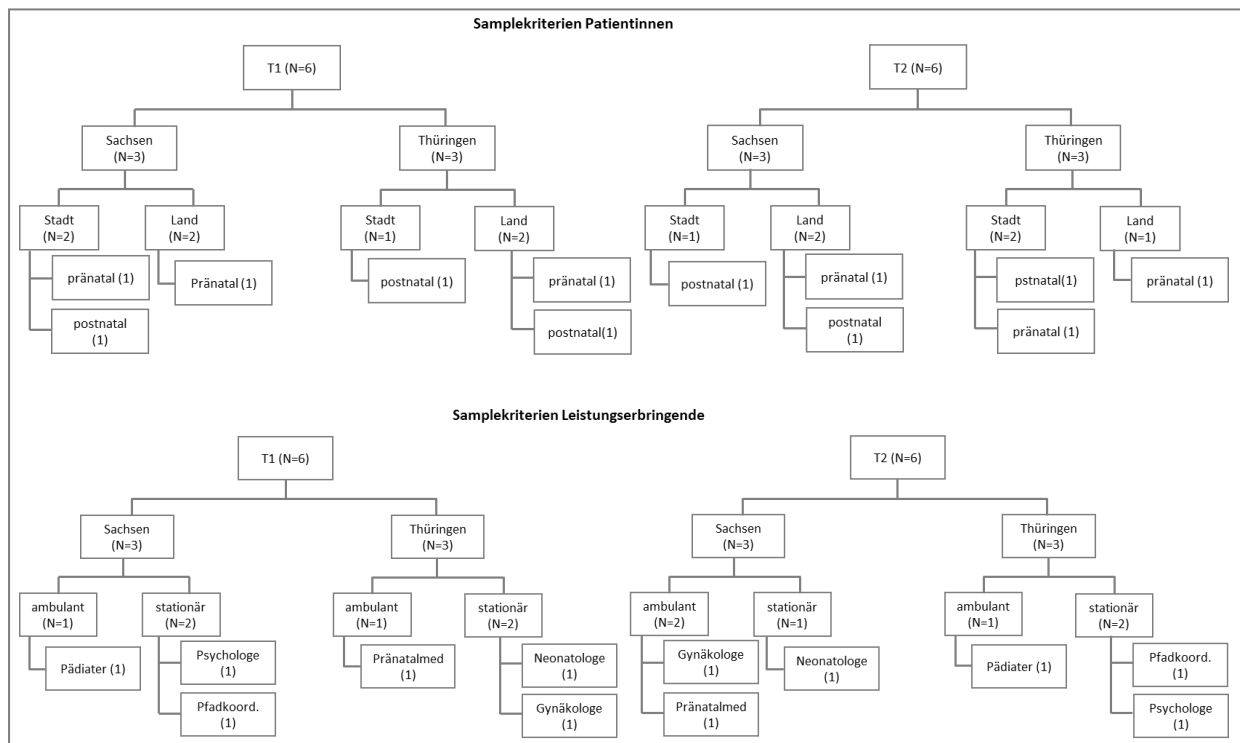 Samplekriterien Patientinnen
T1 (N=6)
T2 (N=6)
Sachsen
(N=3)
Thüringen
(N=3)
Sachsen
(N=3)
Thüringen
(N=3)
Stadt
(N=2)
Land
(N=2)
Stadt
(N=1)
Land
(N=2)
Stadt
(N=1)
Land
(N=2)
Stadt
(N=2)
Land
(N=1)
pränatal (1)
Pränatal (1)
postnatal (1)
pränatal (1)
postnatal (1)
pränatal (1)
pstnatal(1)
pränatal (1)
postnatal
(1)
postnatal(1)
postnatal
(1)
pränatal (1)
Samplekriterien Leistungserbringende
T1 (N=6)
T2 (N=6)
Sachsen
(N=3)
Thüringen
(N=3)
Sachsen
(N=3)
Thüringen
(N=3)
ambulant
(N=1)
stationär
(N=2)
ambulant
(N=1)
stationär
(N=2)
ambulant
(N=2)
stationär
(N=1)
ambulant
(N=1)
stationär
(N=2)
Pädiater (1)
Psychologe
(1)
Pränatalmed
(1)
Neonatologe
(1)
Gynäkologe
(1)
Neonatologe
(1)
Pädiater (1)
Pfadkoord.
(1)
Pfadkoord.
(1)
Gynäkologe
(1)
Pränatalmed
(1)
Psychologe
(1)